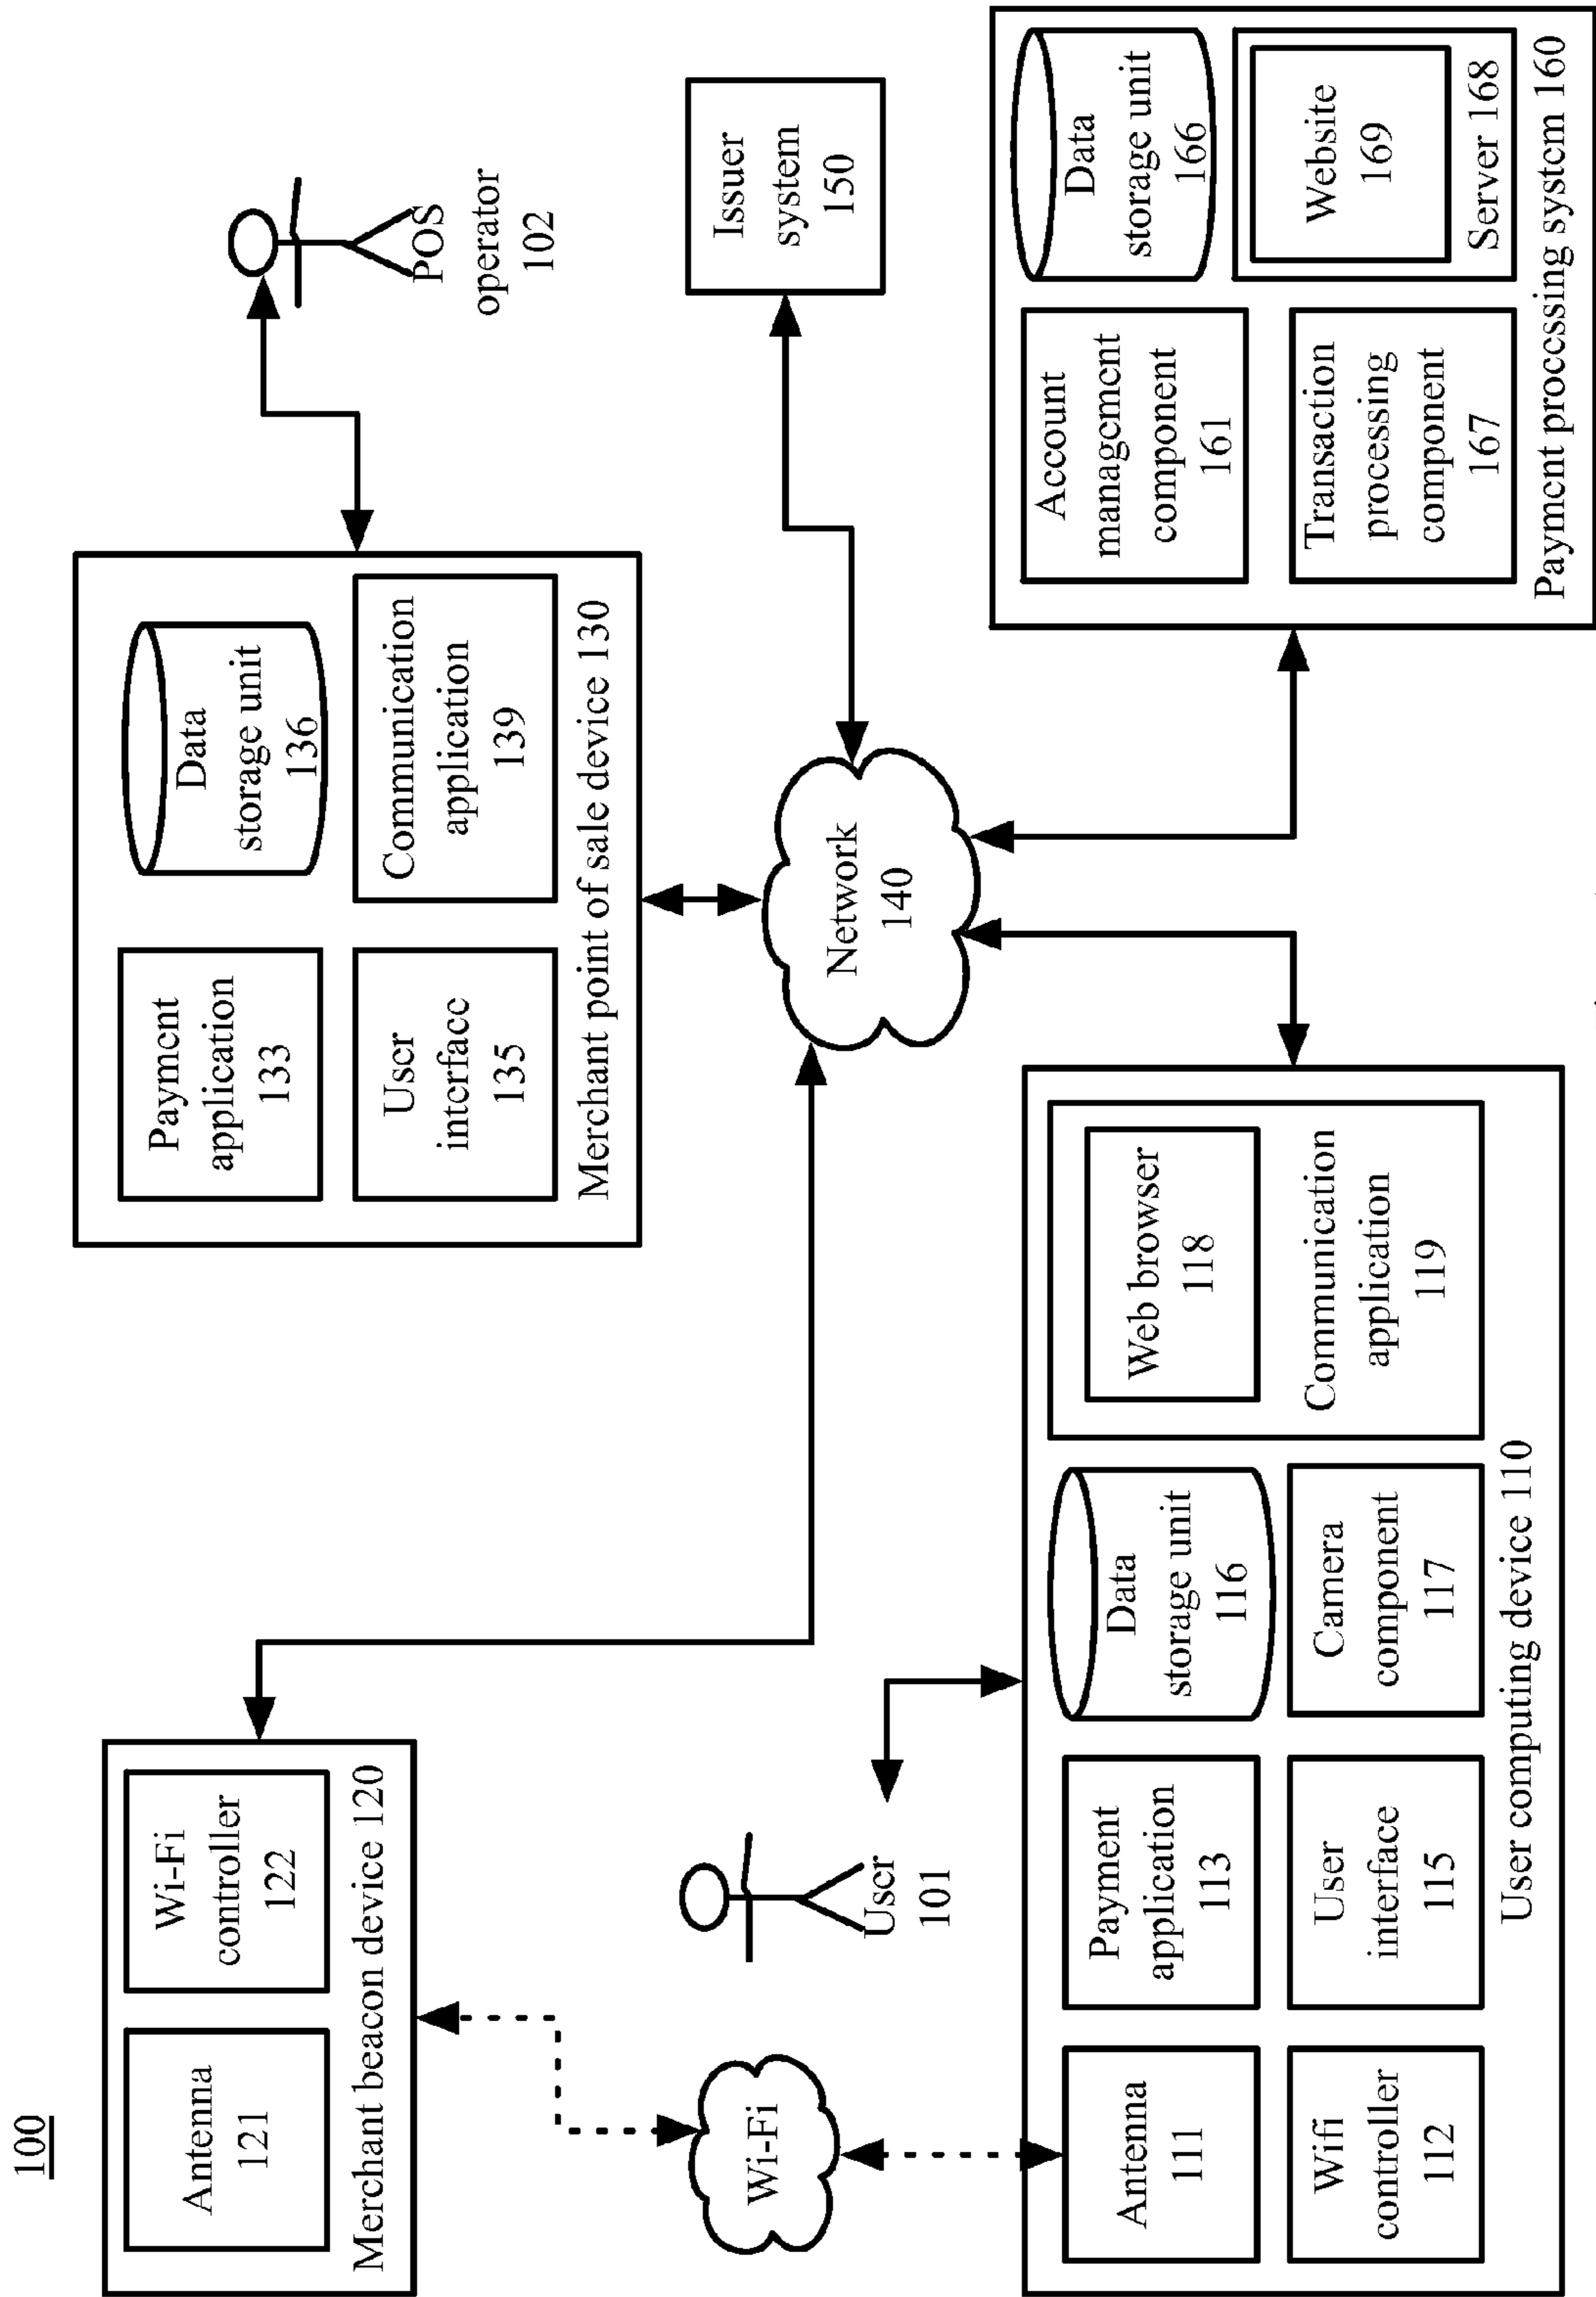 100
Antenna
121
Wi-Fi
controller
122
Merchant beacon device 120
Payment
application
133
Data
storage unit
136
User
interface
135
Communication
application
139
Merchant point of sale device 130
POS
operator
102
Wi-Fi
User
101
Network
140
Issuer
system
150
Antenna
111
Payment
application
113
Data
storage unit
116
Web browser
118
Wifi
controller
112
User
interface
115
Camera
component
117
Communication
application
119
User computing device 110
Account
management
component
161
Data
storage unit
166
Transaction
processing
component
167
Website
169
Server 168
Payment processing system 160